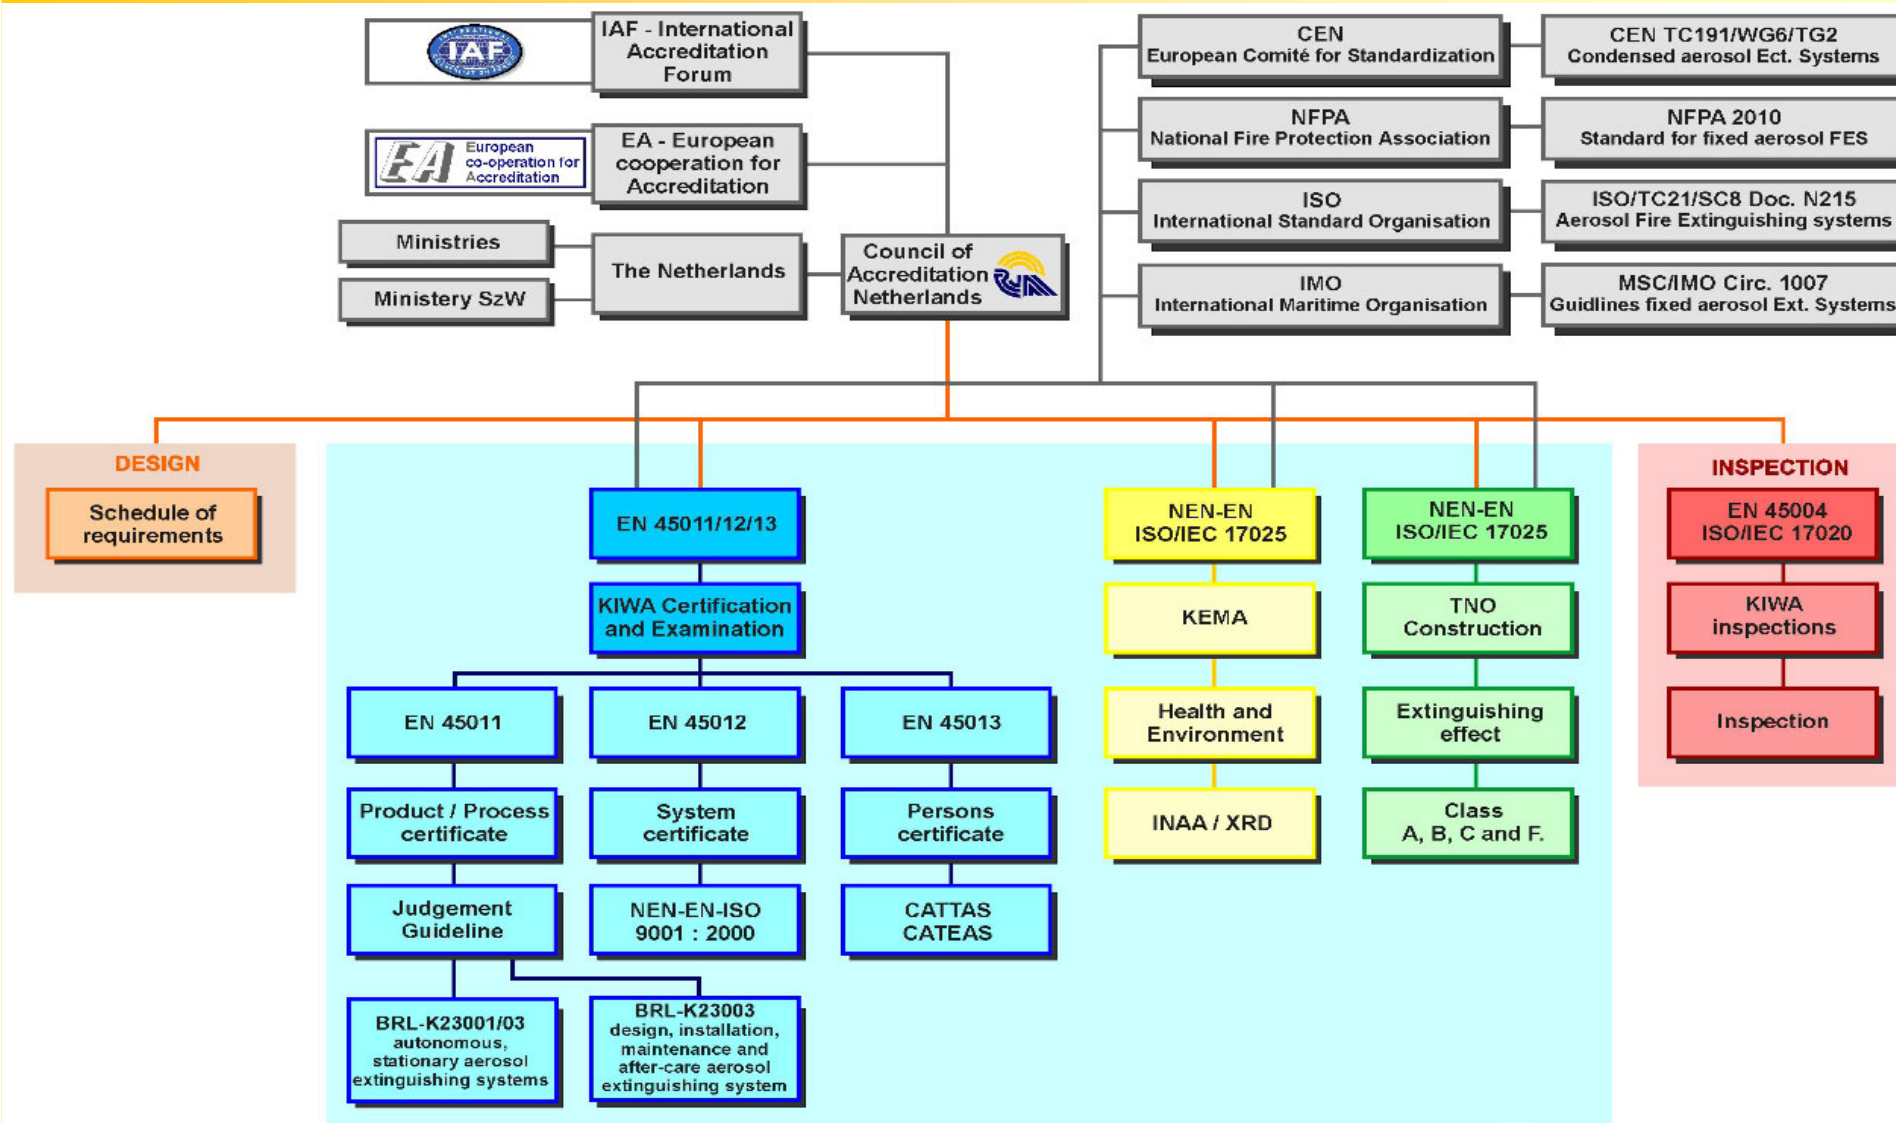 IAF
IAF - International
Accreditation
Forum
EA
European
co-operation for
Accreditation
EA - European
cooperation for
Accreditation
Ministries
Ministery SzW
The Netherlands
Council of
Accreditation
Netherlands
RVA
CEN
European Comité for Standardization
CEN TC191/WG6/TG2
Condensed aerosol Ect. Systems
NFPA
National Fire Protection Association
NFPA 2010
Standard for fixed aerosol FES
ISO
International Standard Organisation
ISO/TC21/SC8 Doc. N215
Aerosol Fire Extinguishing systems
IMO
International Maritime Organisation
MSC/IMO Circ. 1007
Guidlines fixed aerosol Ext. Systems
DESIGN
Schedule of
requirements
EN 45011/12/13
KIWA Certification
and Examination
EN 45011
Product / Process
certificate
Judgement
Guideline
BRL-K23001/03
autonomous,
stationary aerosol
extinguishing systems
EN 45012
System
certificate
NEN-EN-ISO
9001 : 2000
BRL-K23003
design, installation,
maintenance and
after-care aerosol
extinguishing system
EN 45013
Persons
certificate
CATTAS
CATEAS
NEN-EN
ISO/IEC 17025
KEMA
Health and
Environment
INAA / XRD
NEN-EN
ISO/IEC 17025
TNO
Construction
Extinguishing
effect
Class
A, B, C and F.
INSPECTION
EN 45004
ISO/IEC 17020
KIWA
inspections
Inspection